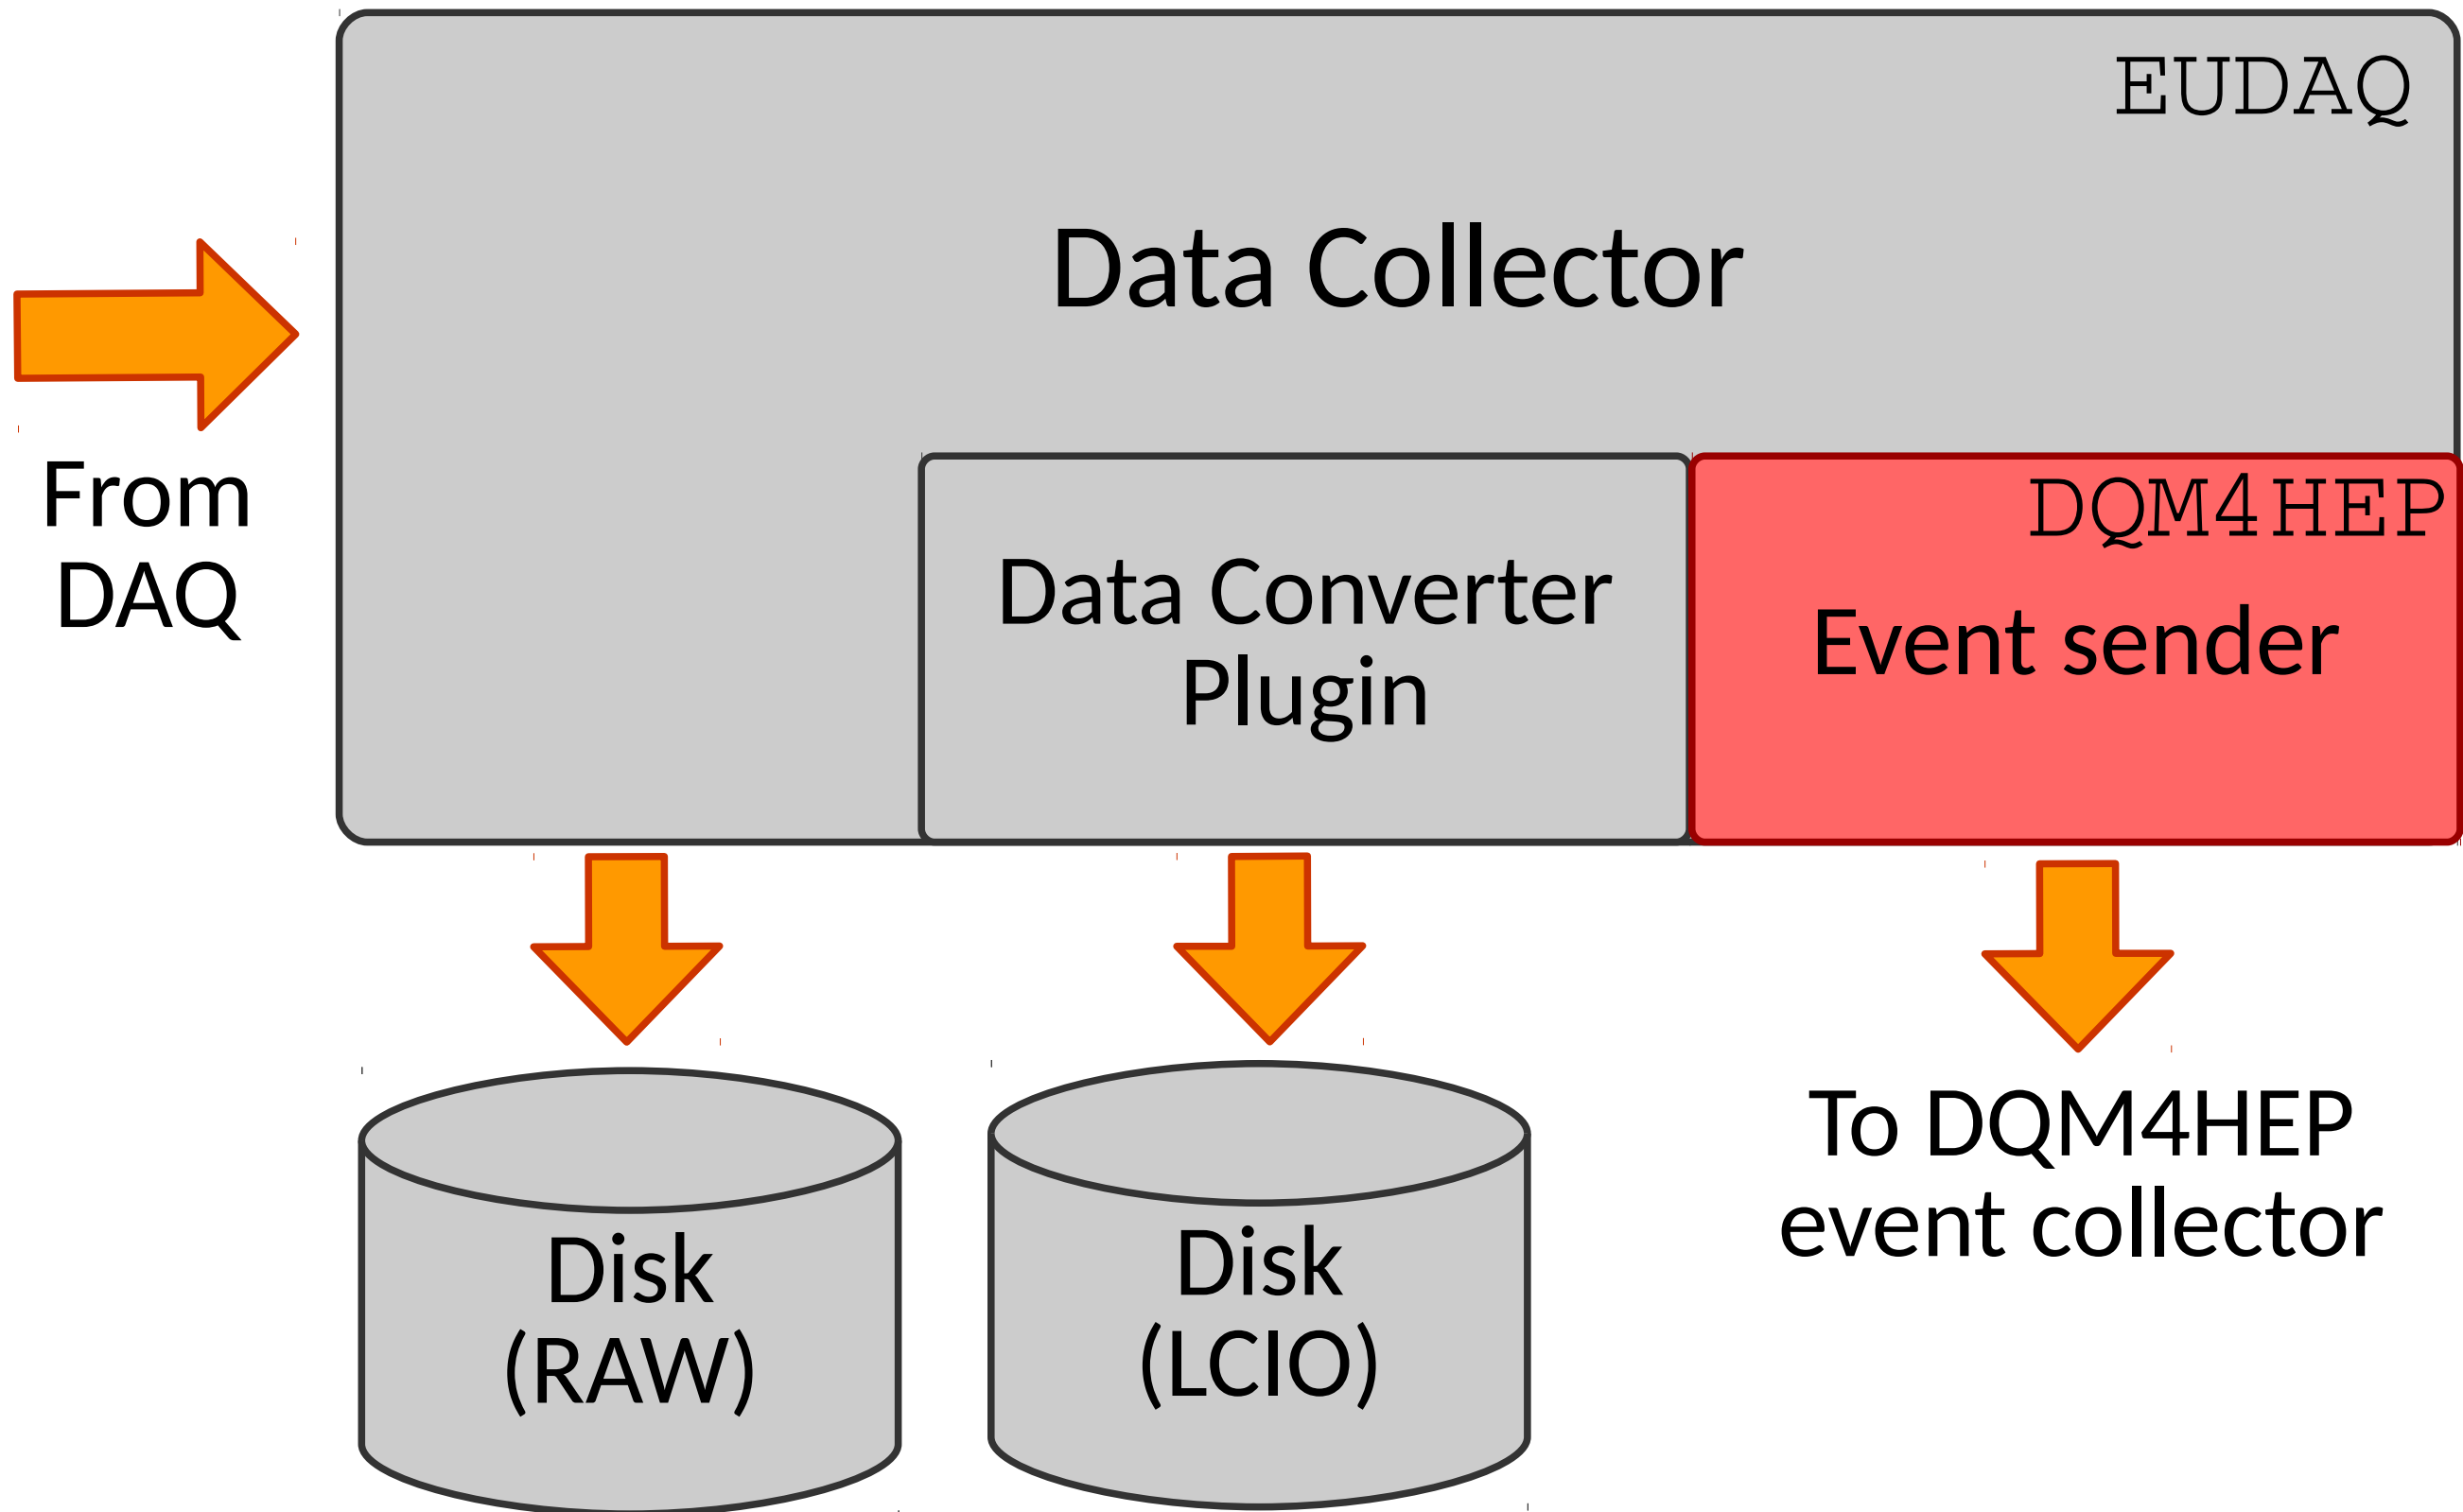 EUDAQ
Data Collector
From
DAQ
Data Converter
Plugin
DQM4HEP
Event sender
Disk
(RAW)
Disk
(LCIO)
To DQM4HEP
event collector